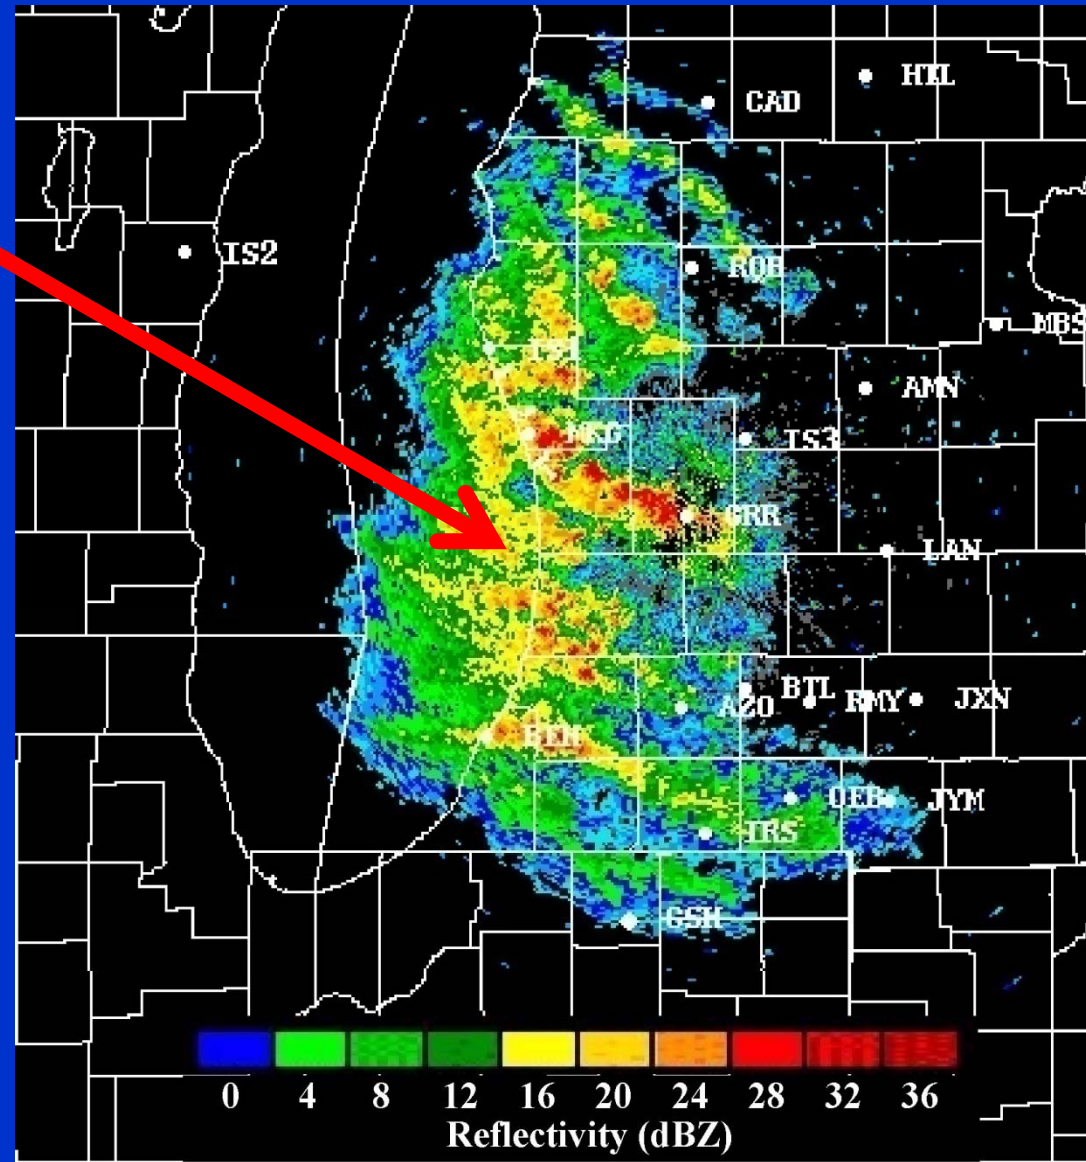 HTL
CAD
IS2
RQB
MBS
AMN
MKG
IS3
GRR
LAN
BTL
RMY
JXN
AZO
BEH
OEB
JYM
IRS
GSH
0 4 8 12 16 20 24 28 32 36
Reflectivity (dBZ)